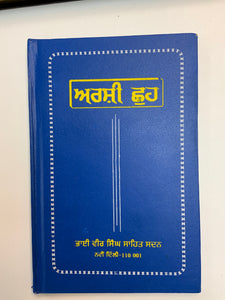 ਅਰਸ਼ੀ ਛੁਹ
ਭਾਈ ਵੀਰ ਸਿੰਘ ਸਾਹਿਤ ਸਦਨ
ਨਵੀਂ ਦਿੱਲੀ-110 001